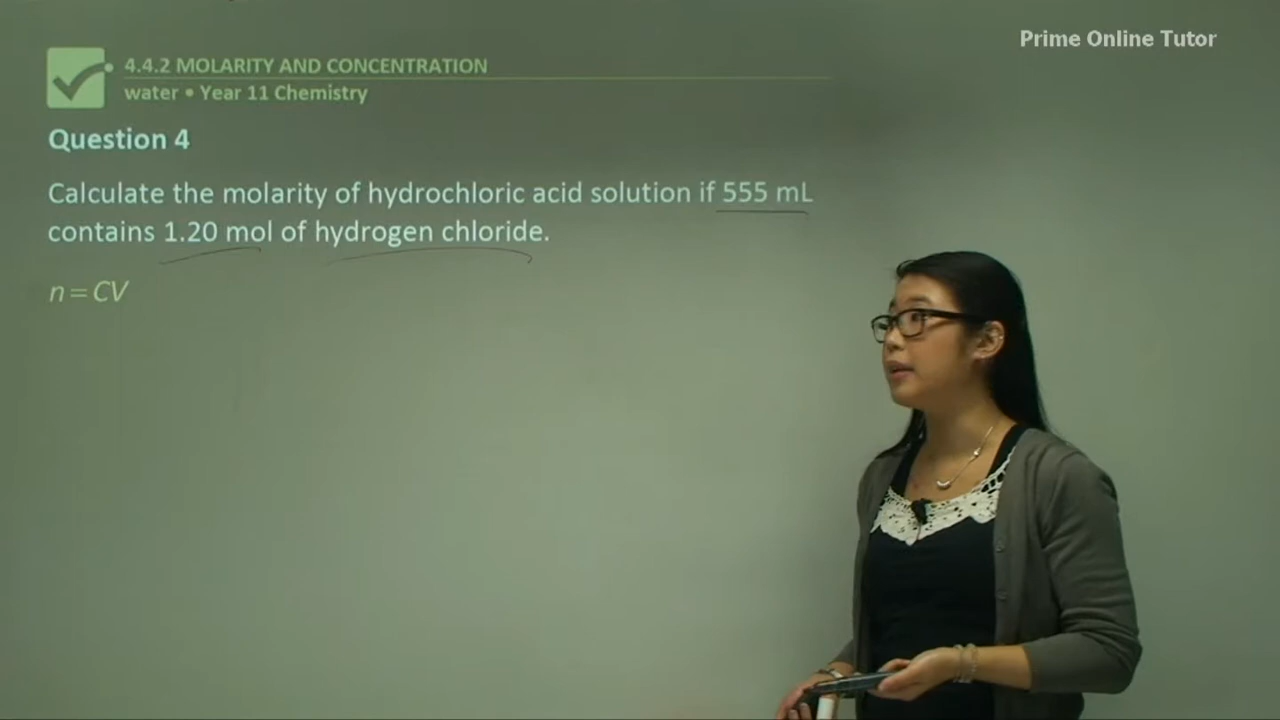 Prime Online Tutor
4.4.2 MOLARITY AND CONCENTRATION
water • Year 11 Chemistry
Question 4
Calculate the molarity of hydrochloric acid solution if 555 mL
contains 1.20 mol of hydrogen chloride.
n = CV